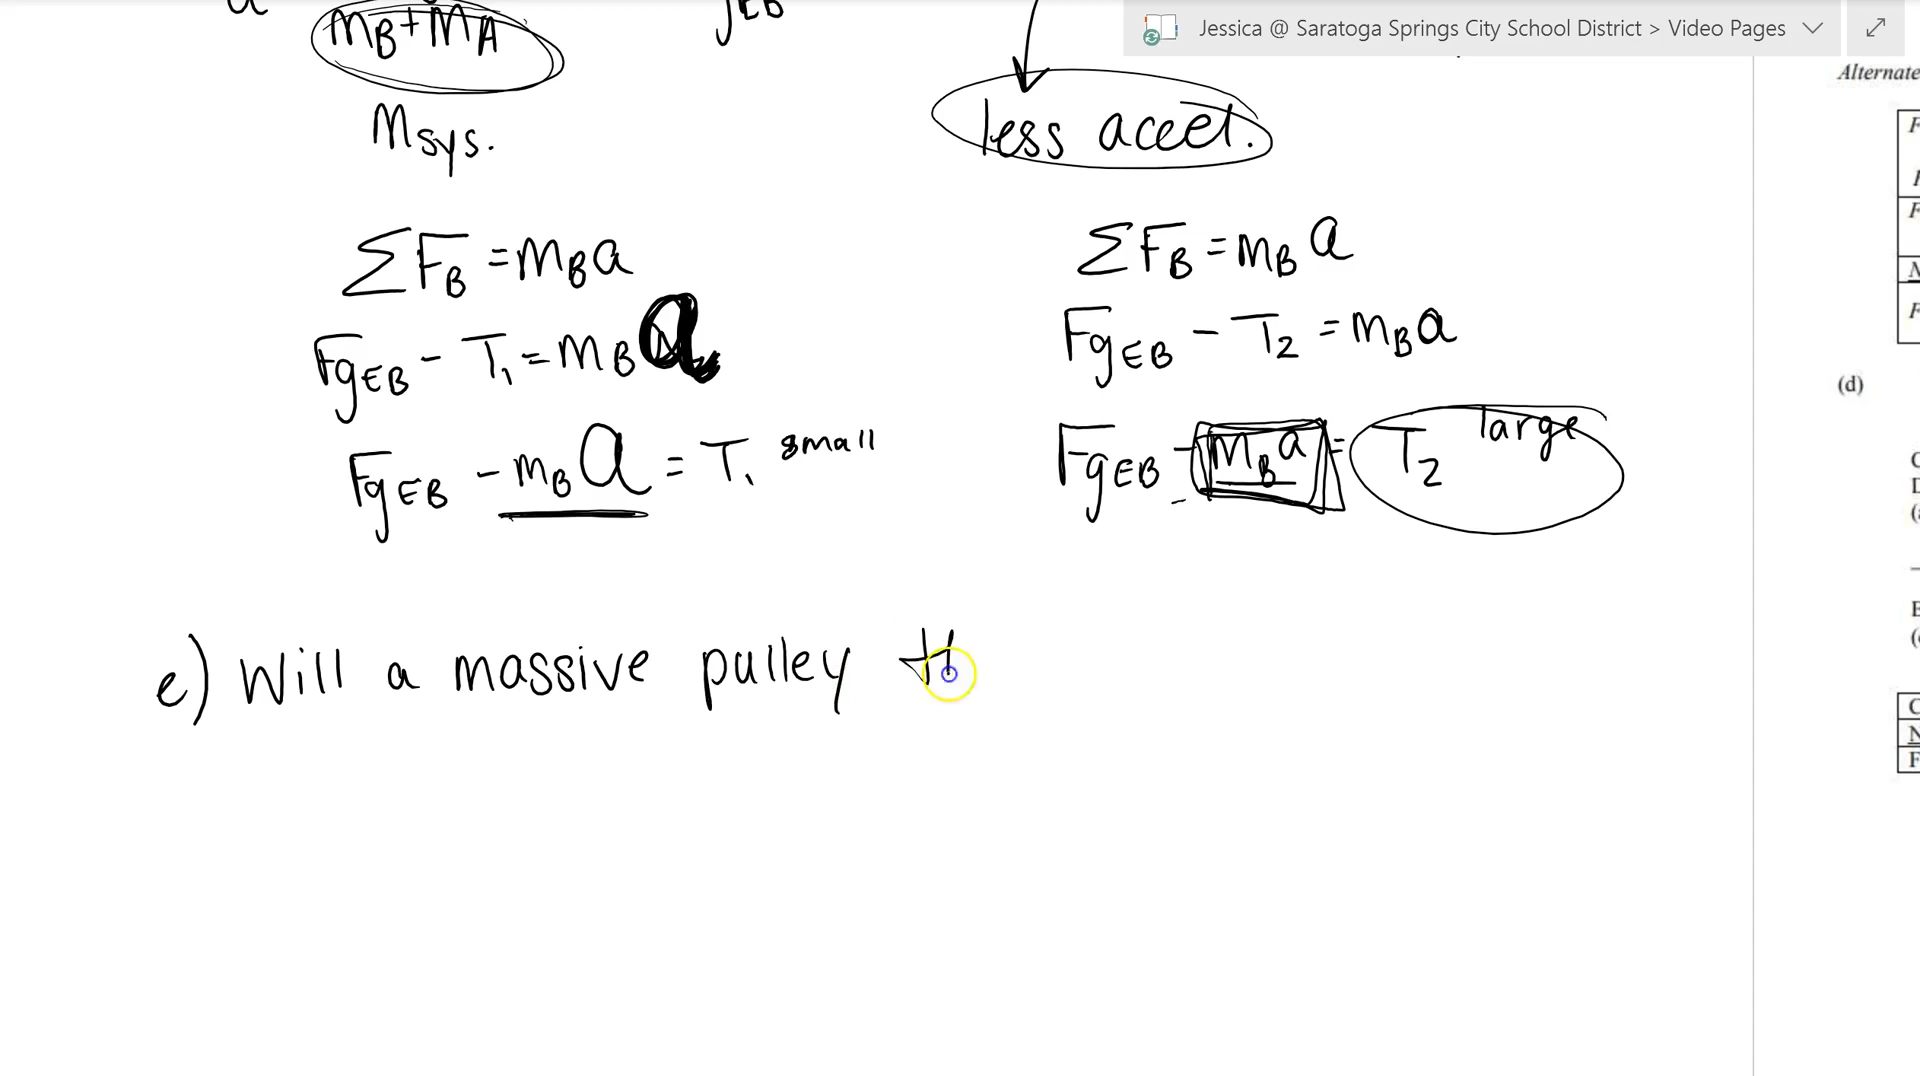 Jessica @ Saratoga Springs City School District > Video Pages
Alternate
mB + mA
Msys.
less accel.
ΣFB = mBa
FgEB - T1 = mBa
FgEB - mBa = T1 small
ΣFB = mBa
FgEB - T2 = mBa
FgEB - mBa = T2 large
(d)
e) Will a massive pulley